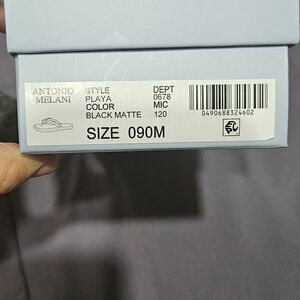 ANTONIO
MELANI
STYLE DEPT
PLAYA 0678
COLOR MIC
BLACK MATTE 120
SIZE 090M
0490688324602